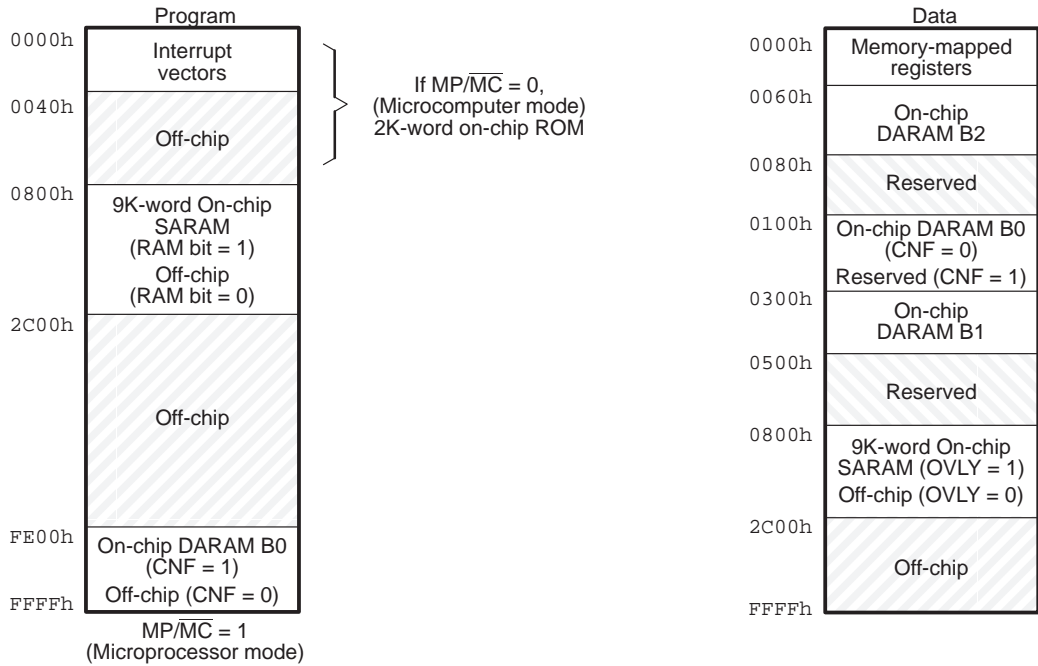 Program
0000h
Interrupt
vectors
0040h
Off-chip
0800h
9K-word On-chip
SARAM
(RAM bit = 1)
Off-chip
(RAM bit = 0)
2C00h
Off-chip
FE00h
On-chip DARAM B0
(CNF = 1)
Off-chip (CNF = 0)
FFFFh
MP/M̅C̅ = 1
(Microprocessor mode)
If MP/M̅C̅ = 0,
(Microcomputer mode)
2K-word on-chip ROM
Data
0000h
Memory-mapped
registers
0060h
On-chip
DARAM B2
0080h
Reserved
0100h
On-chip DARAM B0
(CNF = 0)
Reserved (CNF = 1)
0300h
On-chip
DARAM B1
0500h
Reserved
0800h
9K-word On-chip
SARAM (OVLY = 1)
Off-chip (OVLY = 0)
2C00h
Off-chip
FFFFh